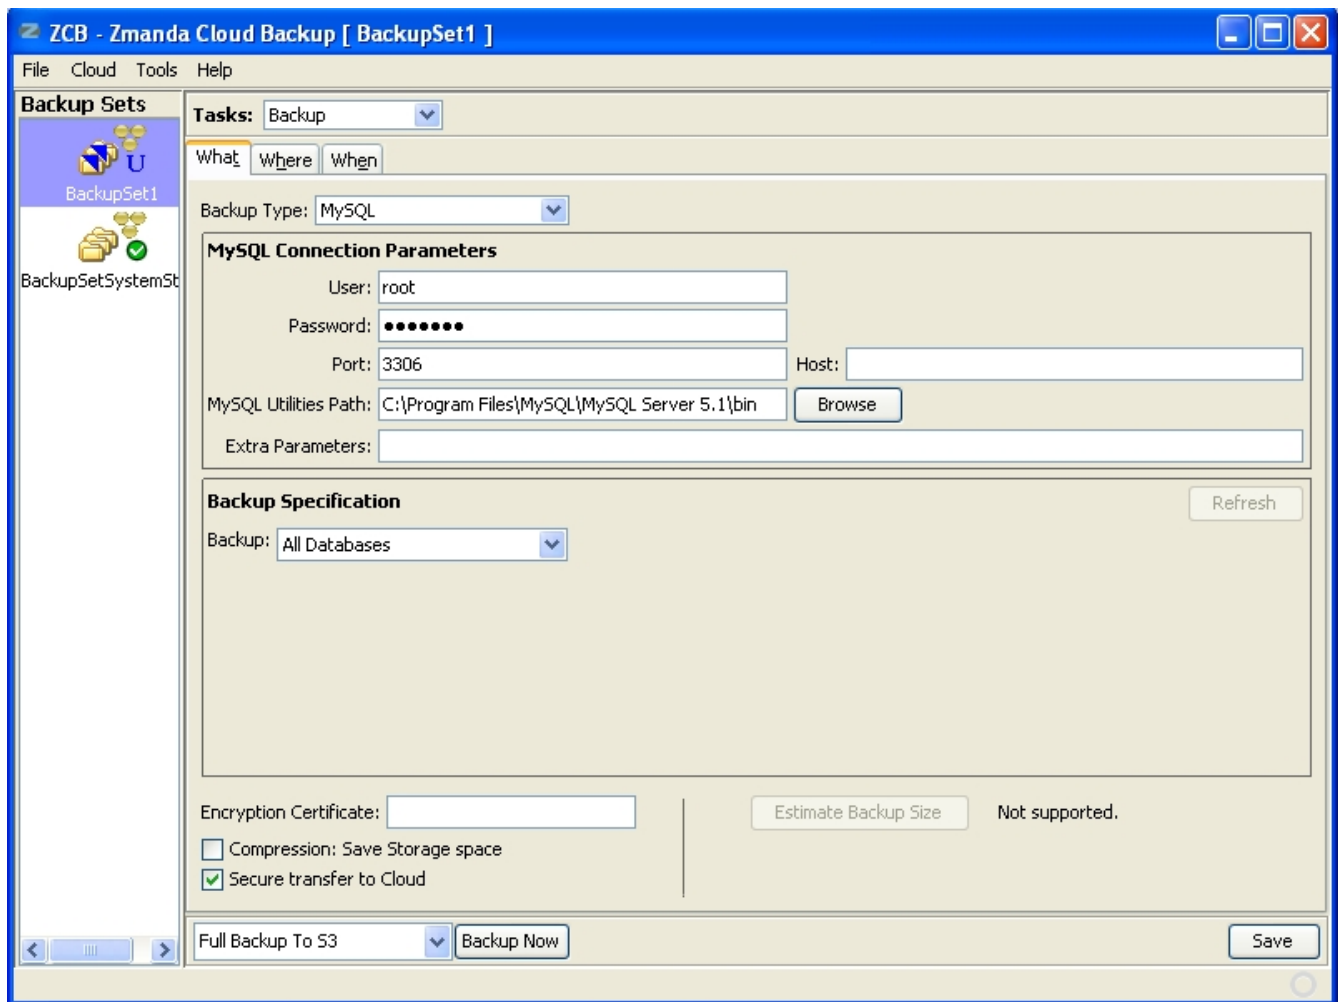 ZCB - Zmanda Cloud Backup [ BackupSet1 ]
File Cloud Tools Help
Backup Sets
U
BackupSet1
BackupSetSystemSt
Tasks: Backup
What Where When
Backup Type: MySQL
MySQL Connection Parameters
User: root
Password: •••••••
Port: 3306 Host:
MySQL Utilities Path: C:\Program Files\MySQL\MySQL Server 5.1\bin Browse
Extra Parameters:
Backup Specification Refresh
Backup: All Databases
Encryption Certificate: Estimate Backup Size Not supported.
Compression: Save Storage space
Secure transfer to Cloud
Full Backup To S3 Backup Now Save